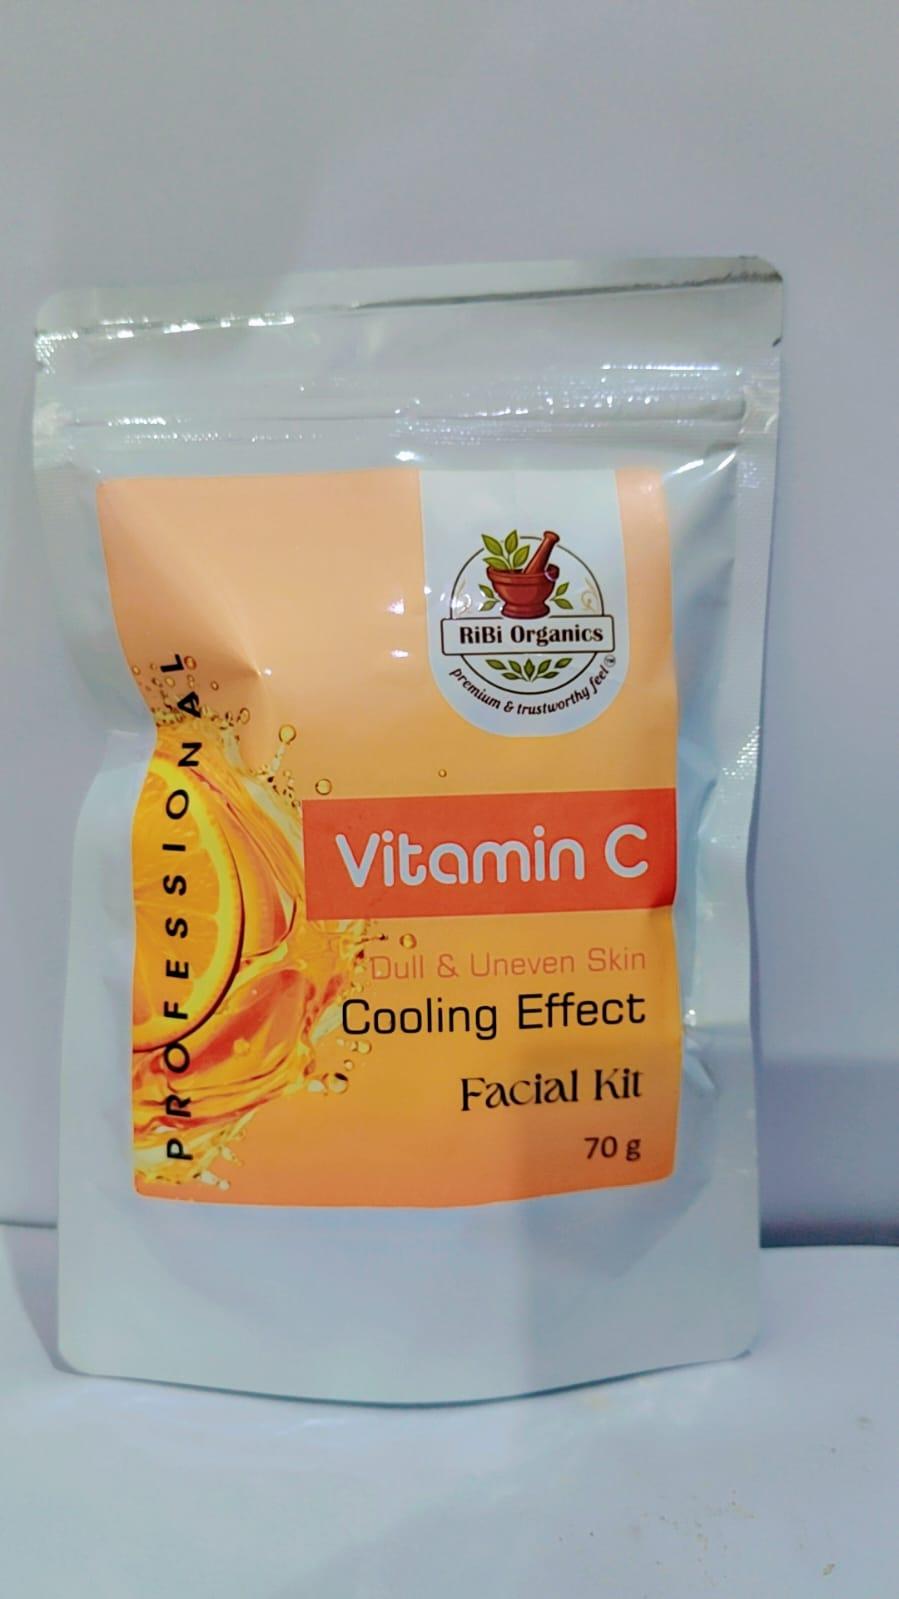 RiBi Organics
premium & trustworthy feel
PROFESSIONAL
Vitamin C
Dull & Uneven Skin
Cooling Effect
Facial Kit
70 g